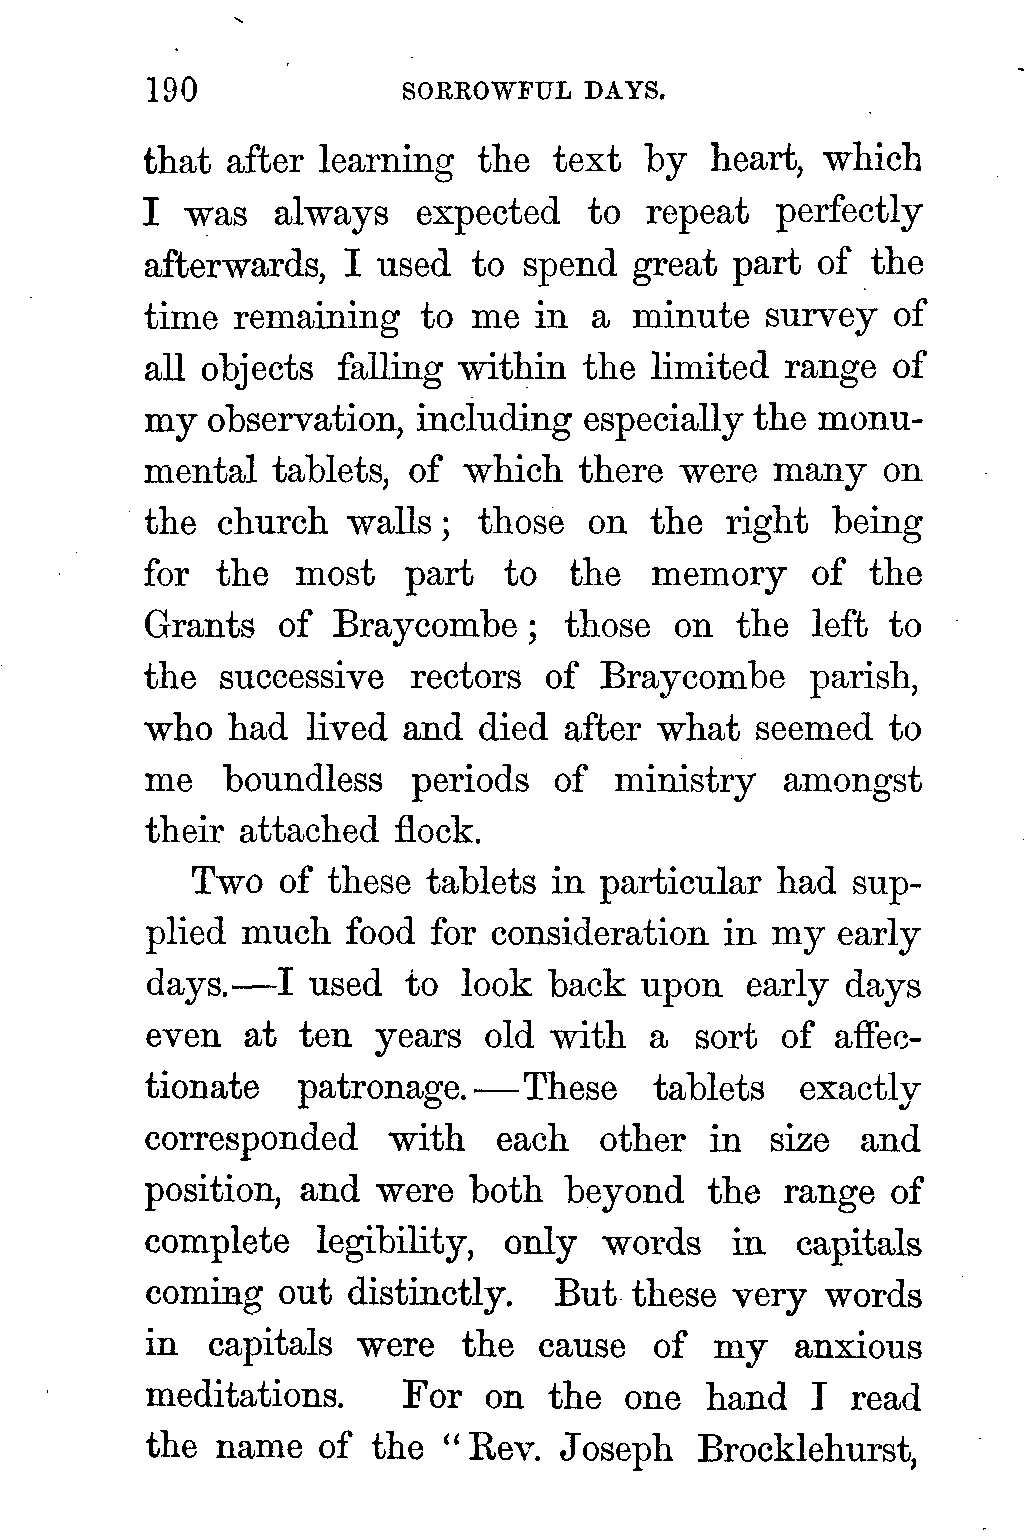 190 SORROWFUL DAYS.
that after learning the text by heart, which
I was always expected to repeat perfectly
afterwards, I used to spend great part of the
time remaining to me in a minute survey of
all objects falling within the limited range of
my observation, including especially the monu-
mental tablets, of which there were many on
the church walls; those on the right being
for the most part to the memory of the
Grants of Braycombe; those on the left to
the successive rectors of Braycombe parish,
who had lived and died after what seemed to
me boundless periods of ministry amongst
their attached flock.
Two of these tablets in particular had sup-
plied much food for consideration in my early
days.—I used to look back upon early days
even at ten years old with a sort of affec-
tionate patronage.—These tablets exactly
corresponded with each other in size and
position, and were both beyond the range of
complete legibility, only words in capitals
coming out distinctly. But these very words
in capitals were the cause of my anxious
meditations. For on the one hand I read
the name of the “Rev. Joseph Brocklehurst,